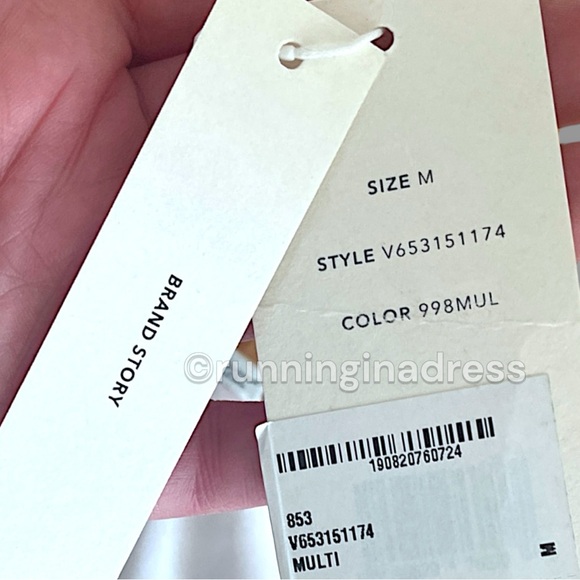 BRAND STORY
SIZE M
STYLE V653151174
COLOR 998MUL
©runninginadress
190820760724
853
V653151174
MULTI
M